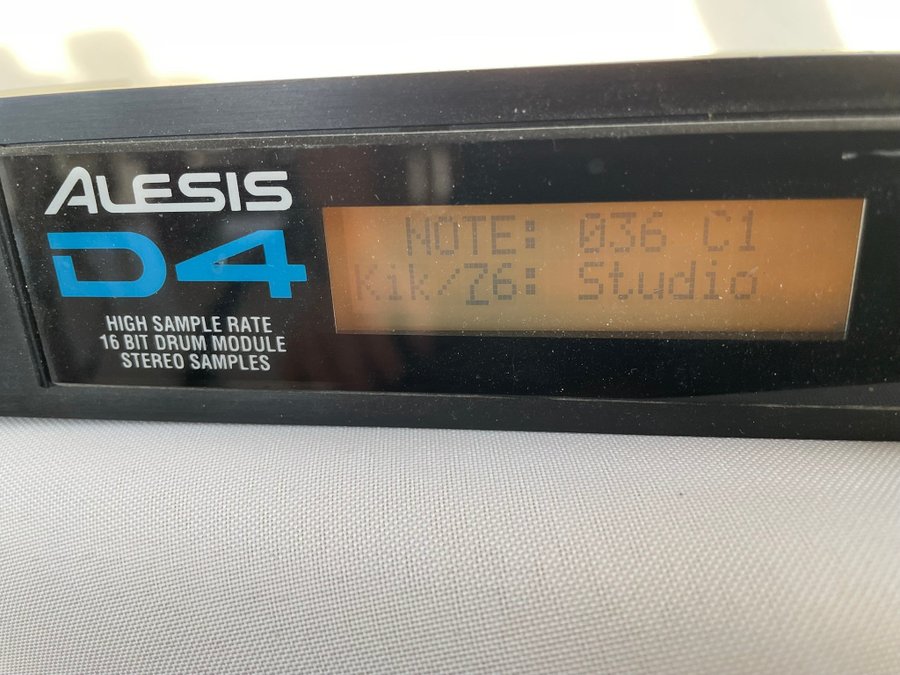 ALESIS
D4
HIGH SAMPLE RATE
16 BIT DRUM MODULE
STEREO SAMPLES
NOTE: 036 C1
Kik/26: Studio